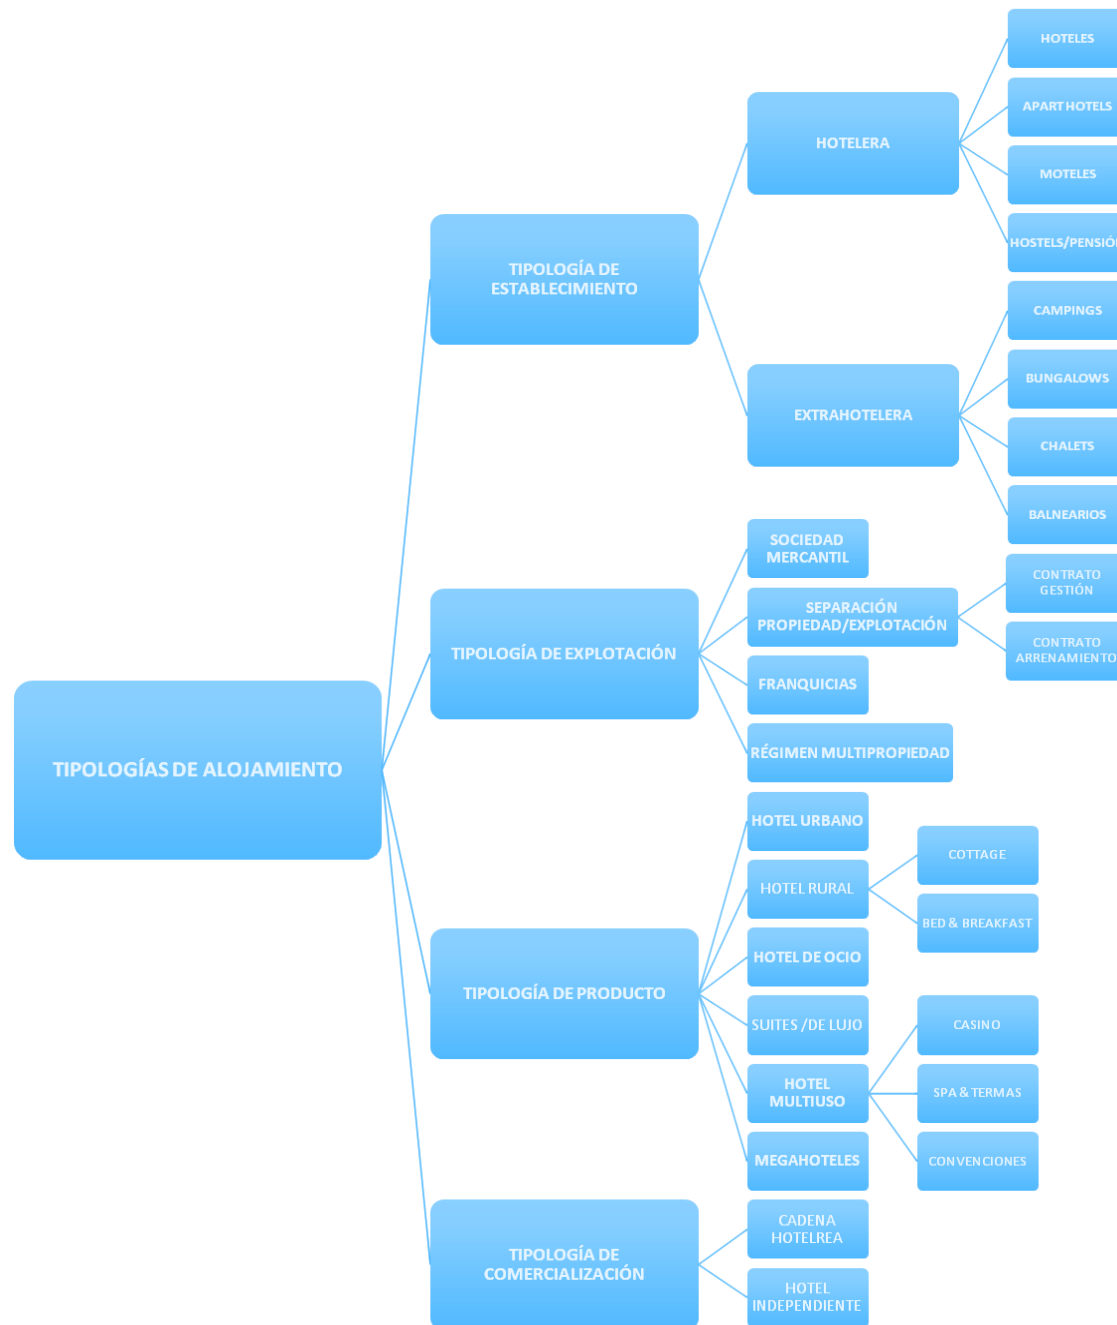 TIPOLOGÍAS DE ALOJAMIENTO
TIPOLOGÍA DE
ESTABLECIMIENTO
HOTELERA
HOTELES
APART HOTELS
MOTELES
HOSTELS/PENSIÓN
EXTRAHOTELERA
CAMPINGS
BUNGALOWS
CHALETS
BALNEARIOS
TIPOLOGÍA DE EXPLOTACIÓN
SOCIEDAD
MERCANTIL
SEPARACIÓN
PROPIEDAD/EXPLOTACIÓN
CONTRATO
GESTIÓN
CONTRATO
ARRENAMIENTO
FRANQUICIAS
RÉGIMEN MULTIPROPIEDAD
TIPOLOGÍA DE PRODUCTO
HOTEL URBANO
HOTEL RURAL
COTTAGE
BED & BREAKFAST
HOTEL DE OCIO
SUITES /DE LUJO
HOTEL
MULTIUSO
CASINO
SPA & TERMAS
CONVENCIONES
MEGAHOTELES
TIPOLOGÍA DE
COMERCIALIZACIÓN
CADENA
HOTELREA
HOTEL
INDEPENDIENTE